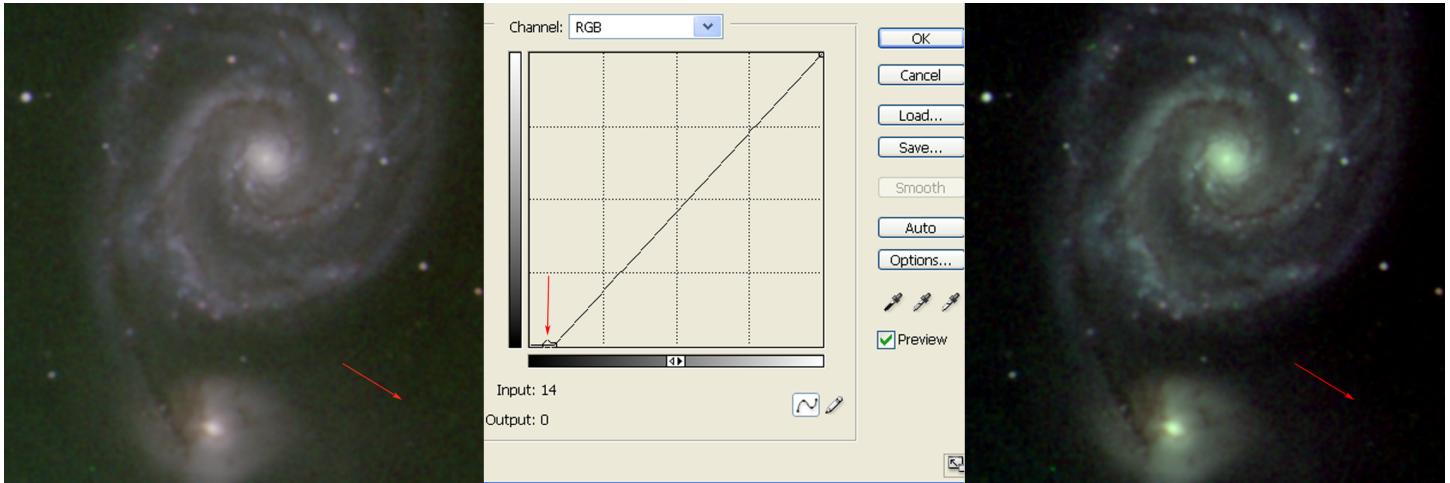 Channel: RGB
OK
Cancel
Load...
Save...
Smooth
Auto
Options...
Preview
Input: 14
Output: 0